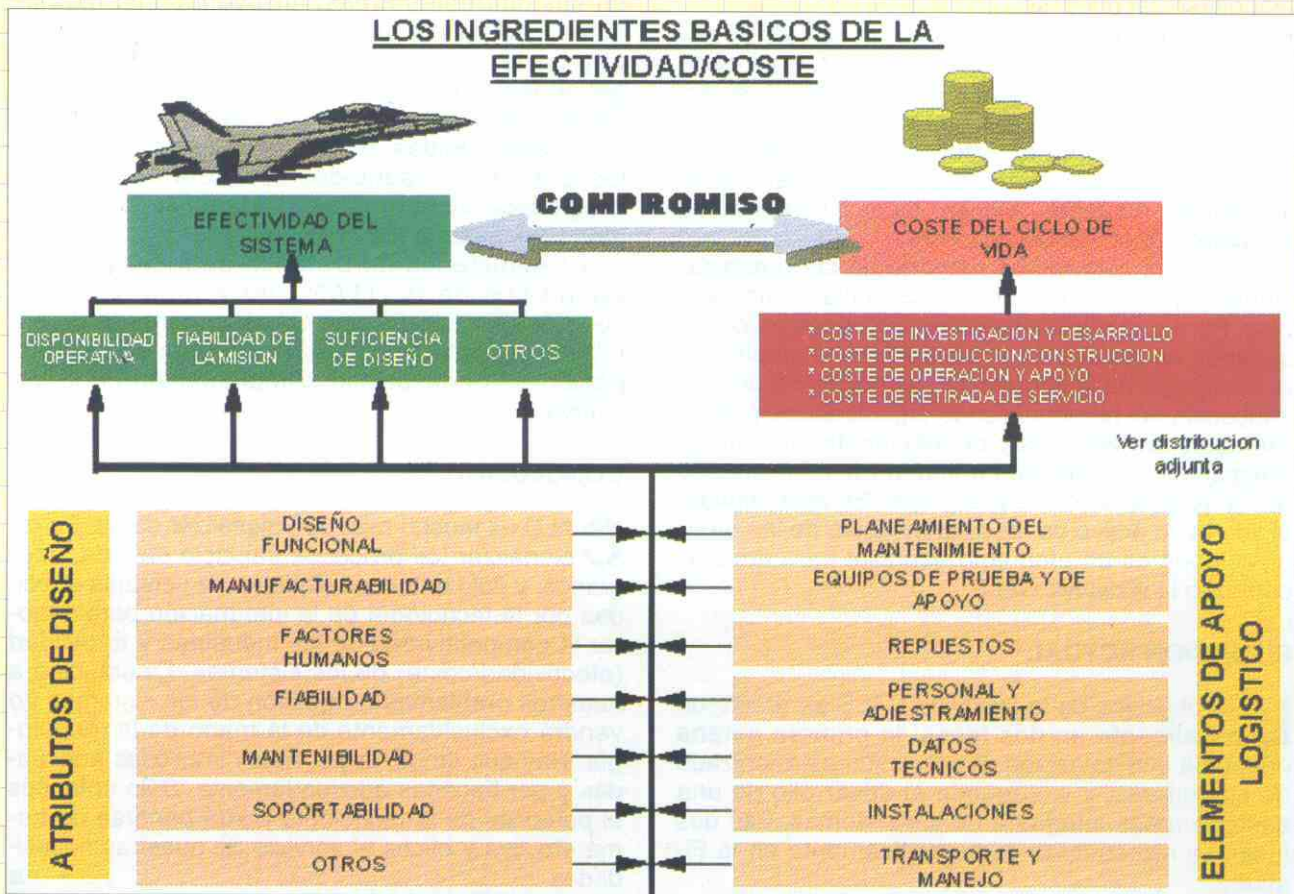 LOS INGREDIENTES BASICOS DE LA
EFECTIVIDAD/COSTE
COMPROMISO
EFECTIVIDAD DEL
SISTEMA
COSTE DEL CICLO DE
VIDA
DISPONIBILIDAD
OPERATIVA
FIABILIDAD DE
LA MISION
SUFICIENCIA
DE DISEÑO
OTROS
* COSTE DE INVESTIGACION Y DESARROLLO
* COSTE DE PRODUCCIÓN/CONSTRUCCION
* COSTE DE OPERACION Y APOYO
* COSTE DE RETIRADA DE SERVICIO
Ver distribucion
adjunta
ATRIBUTOS DE DISEÑO
DISEÑO
FUNCIONAL
MANUFACTURABILIDAD
FACTORES
HUMANOS
FIABILIDAD
MANTENIBILIDAD
SOPORTABILIDAD
OTROS
PLANEAMIENTO DEL
MANTENIMIENTO
EQUIPOS DE PRUEBA Y DE
APOYO
REPUESTOS
PERSONAL Y
ADIESTRAMIENTO
DATOS
TECNICOS
INSTALACIONES
TRANSPORTE Y
MANEJO
ELEMENTOS DE APOYO
LOGISTICO